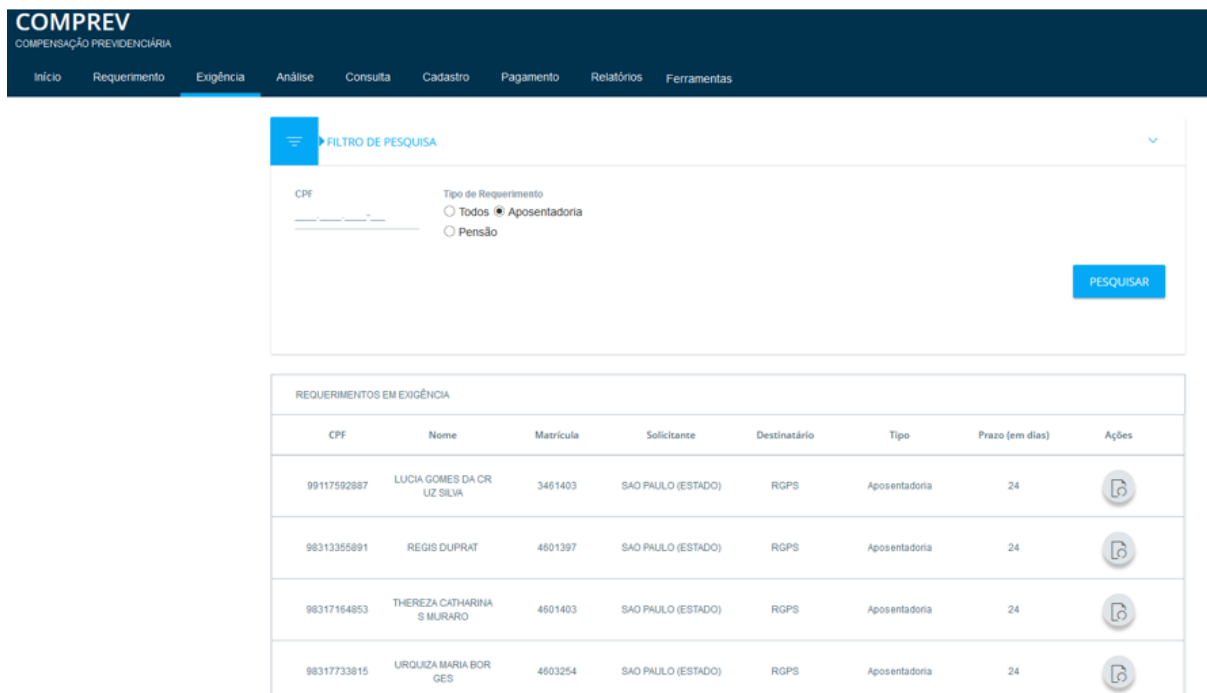 COMPREV
COMPENSAÇÃO PREVIDENCIÁRIA
Início Requerimento Exigência Análise Consulta Cadastro Pagamento Relatórios Ferramentas
FILTRO DE PESQUISA
CPF Tipo de Requerimento
___.___.___-__ Todos Aposentadoria
Pensão
PESQUISAR
REQUERIMENTOS EM EXIGÊNCIA
CPF Nome Matrícula Solicitante Destinatário Tipo Prazo (em dias) Ações
99117592887 LUCIA GOMES DA CR 3461403 SAO PAULO (ESTADO) RGPS Aposentadoria 24
UZ SILVA
98313355891 REGIS DUPRAT 4601397 SAO PAULO (ESTADO) RGPS Aposentadoria 24
98317164853 THEREZA CATHARINA 4601403 SAO PAULO (ESTADO) RGPS Aposentadoria 24
S MURARO
98317733815 URQUIZA MARIA BOR 4603254 SAO PAULO (ESTADO) RGPS Aposentadoria 24
GES